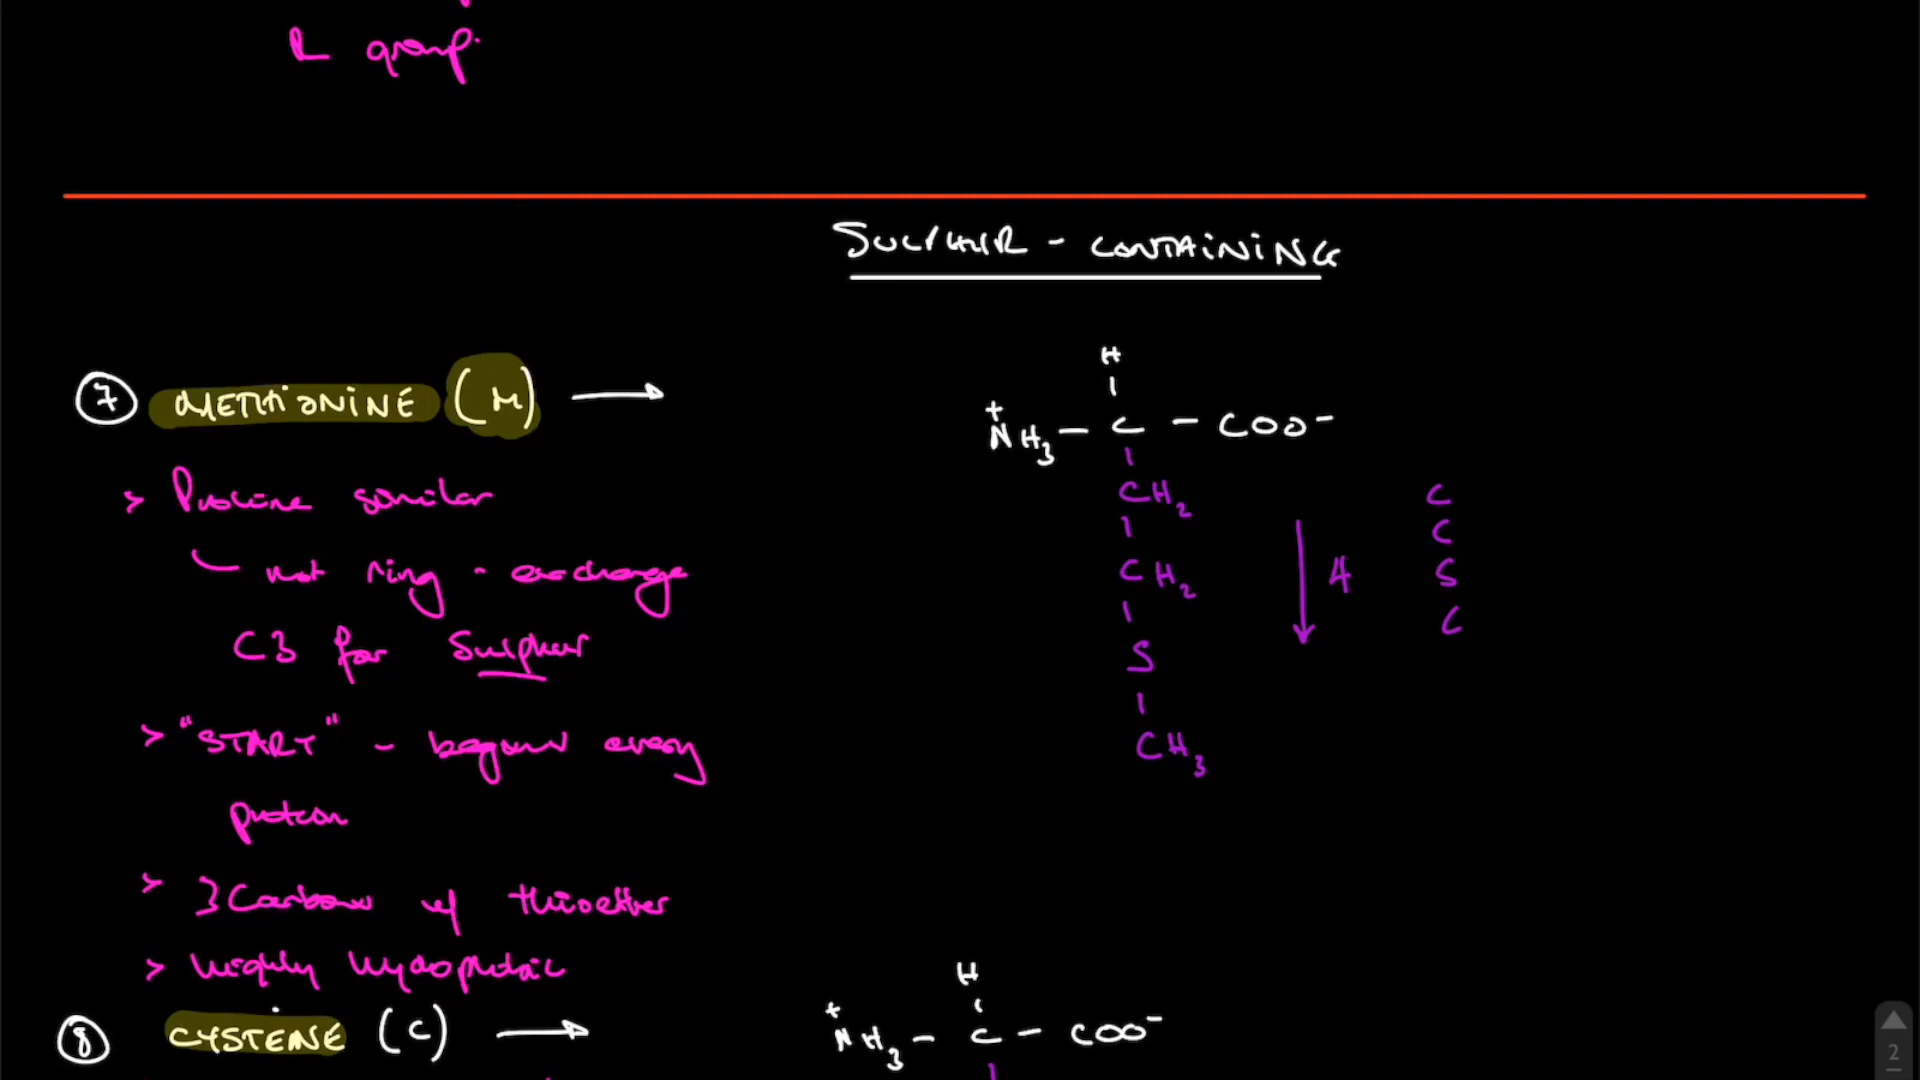 R group.
SULPHUR - CONTAINING
7 METHIONINE (M) →
> Proline similar
not ring - exchange
C3 for Sulphur
> "START" - begins every
protein
> 3 Carbons w/ thioether
> highly hydrophobic
H
+NH3 - C - COO-
CH2
CH2
S
CH3
4
C
C
S
C
8 CYSTEINE (C) →
H
+NH3 - C - COO-
2